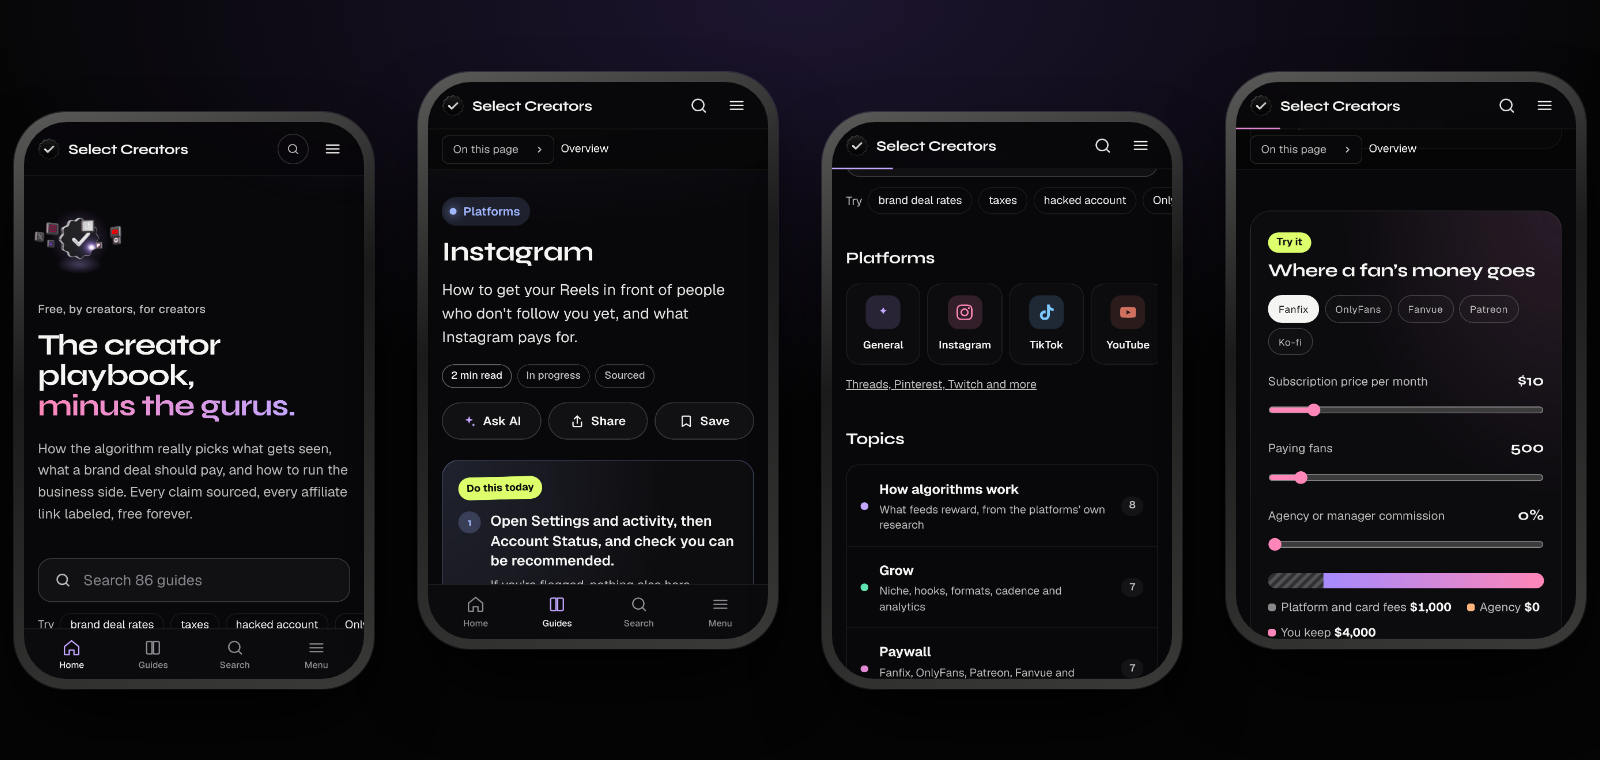 Select Creators
Free, by creators, for creators
The creator
playbook,
minus the gurus.
How the algorithm really picks what gets seen,
what a brand deal should pay, and how to run the
business side. Every claim sourced, every affiliate
link labeled, free forever.
Search 86 guides
Try brand deal rates taxes hacked account
Home Guides Search Menu
Select Creators
On this page Overview
Platforms
Instagram
How to get your Reels in front of people
who don't follow you yet, and what
Instagram pays for.
2 min read In progress Sourced
Ask AI Share Save
Do this today
1 Open Settings and activity, then
Account Status, and check you can
be recommended.
If you're flagged, nothing else here
Home Guides Search Menu
Select Creators
Try brand deal rates taxes hacked account
Platforms
General Instagram TikTok YouTube
Threads, Pinterest, Twitch and more
Topics
How algorithms work
What feeds reward, from the platforms' own
research
8
Grow
Niche, hooks, formats, cadence and
analytics
7
Paywall
Fanfix, OnlyFans, Patreon, Fanvue and
7
Select Creators
On this page Overview
Try it
Where a fan's money goes
Fanfix OnlyFans Fanvue Patreon
Ko-fi
Subscription price per month $10
Paying fans 500
Agency or manager commission 0%
Platform and card fees $1,000 Agency $0
You keep $4,000